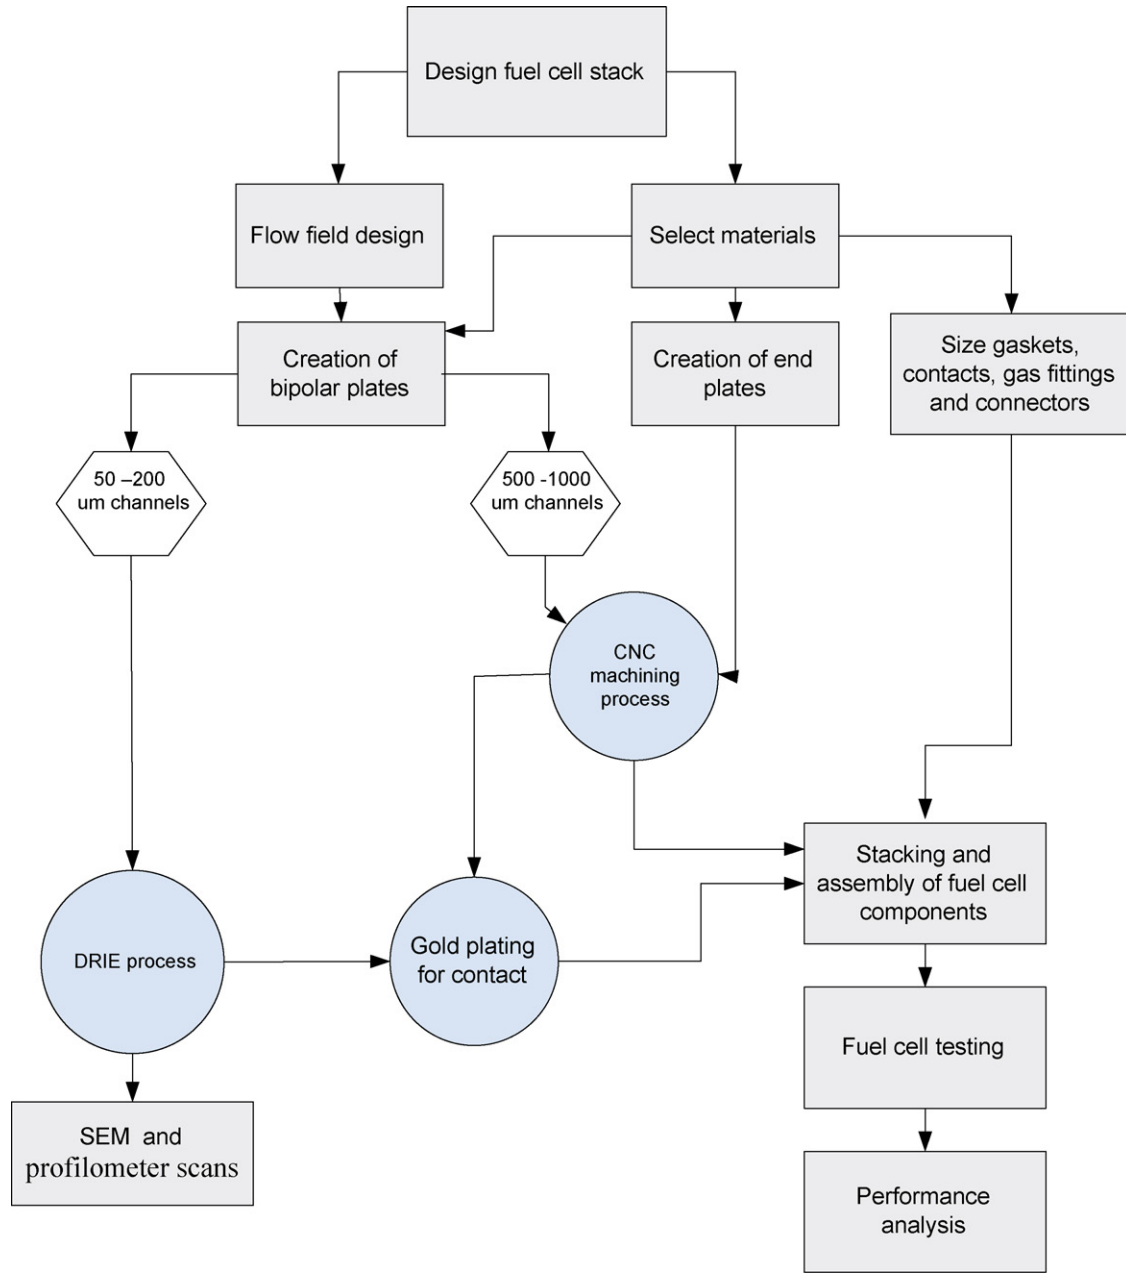 Design fuel cell stack
Flow field design
Select materials
Creation of
bipolar plates
Creation of end
plates
Size gaskets,
contacts, gas fittings
and connectors
50 –200
um channels
500 -1000
um channels
CNC
machining
process
Stacking and
assembly of fuel cell
components
DRIE process
Gold plating
for contact
Fuel cell testing
SEM  and
profilometer scans
Performance
analysis